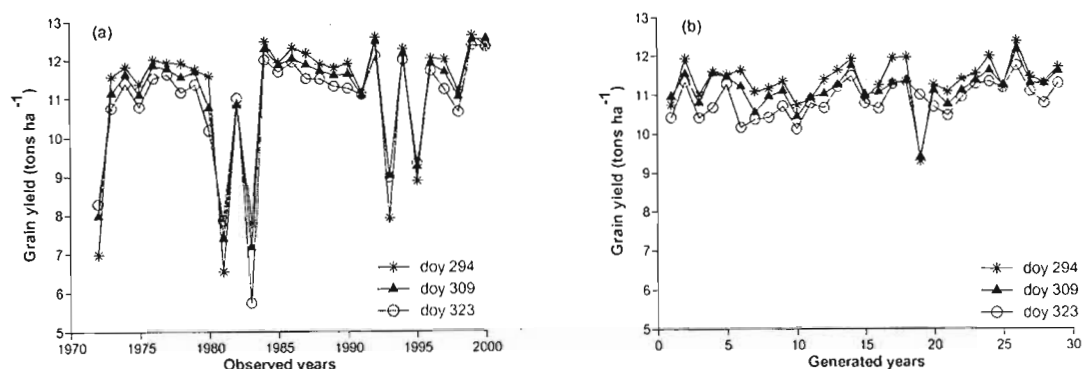 (a)
Grain yield (tons ha -1)
13
12
11
10
9
8
7
6
5
1970
1975
1980
1985
1990
1995
2000
Observed years
doy 294
doy 309
doy 323
(b)
Grain yield (tons ha -1)
13
12
11
10
9
8
7
6
5
0
5
10
15
20
25
30
Generated years
doy 294
doy 309
doy 323